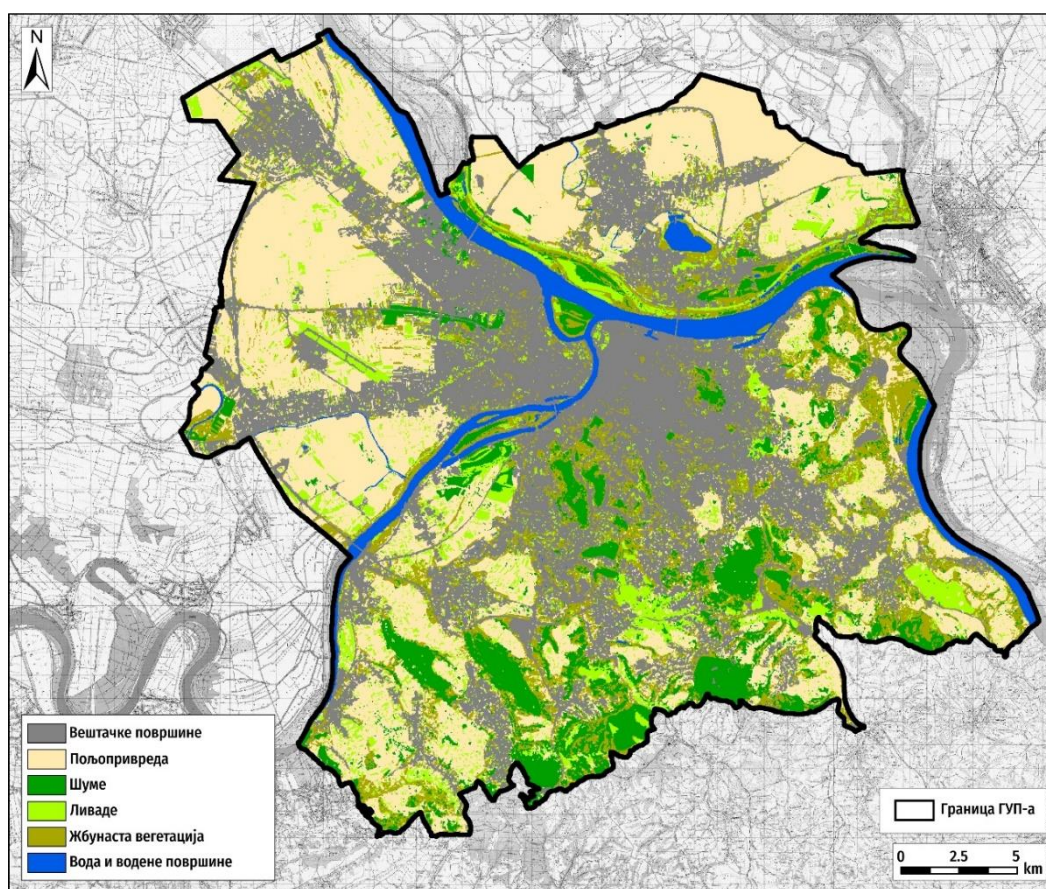 N
Вештачке површине
Пољопривреда
Шуме
Ливаде
Жбунаста вегетација
Вода и водене површине
Граница ГУП-а
0 2.5 5
km